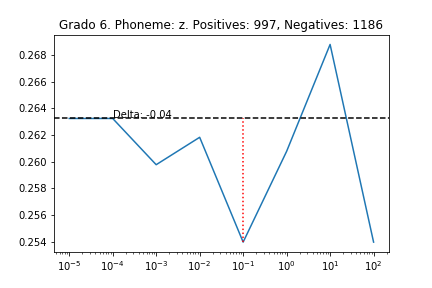 Grado 6. Phoneme: z. Positives: 997, Negatives: 1186
0.268
0.266
0.264
Delta: -0.04
0.262
0.260
0.258
0.256
0.254
10⁻⁵ 10⁻⁴ 10⁻³ 10⁻² 10⁻¹ 10⁰ 10¹ 10²